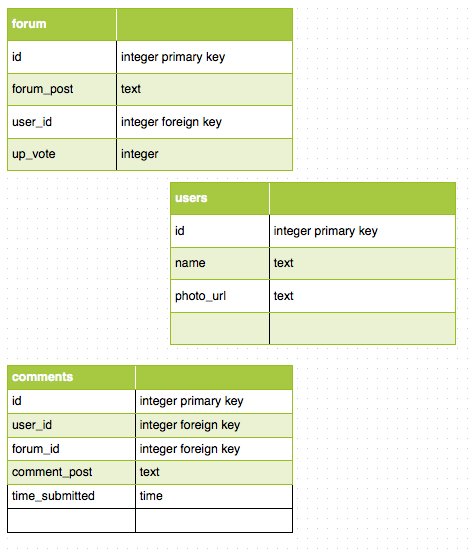 forum
id integer primary key
forum_post text
user_id integer foreign key
up_vote integer
users
id integer primary key
name text
photo_url text
comments
id integer primary key
user_id integer foreign key
forum_id integer foreign key
comment_post text
time_submitted time